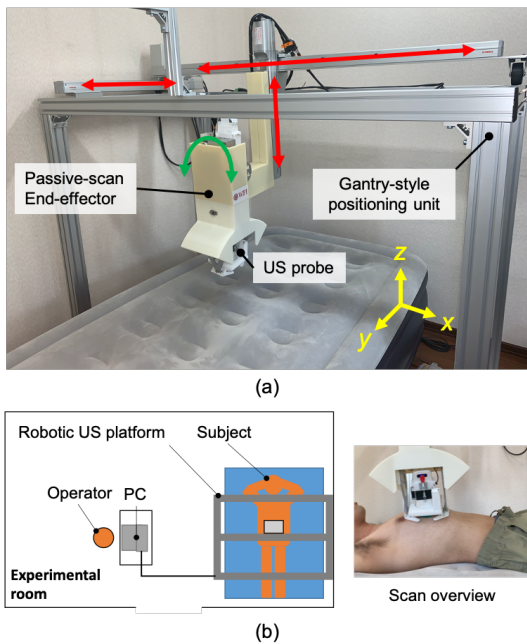 Passive-scan
End-effector
Gantry-style
positioning unit
US probe
z
y
x
(a)
Robotic US platform
Subject
Operator
PC
Experimental
room
Scan overview
(b)